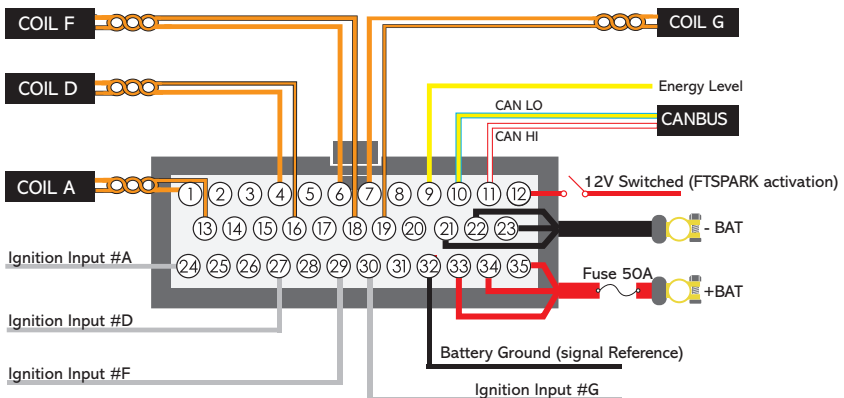 COIL F
COIL G
COIL D
Energy Level
CAN LO
CANBUS
CAN HI
COIL A
12V Switched (FTSPARK activation)
1 2 3 4 5 6 7 8 9 10 11 12
13 14 15 16 17 18 19 20 21 22 23
- BAT
Ignition Input #A
24 25 26 27 28 29 30 31 32 33 34 35
Fuse 50A
+BAT
Ignition Input #D
Battery Ground (signal Reference)
Ignition Input #F
Ignition Input #G